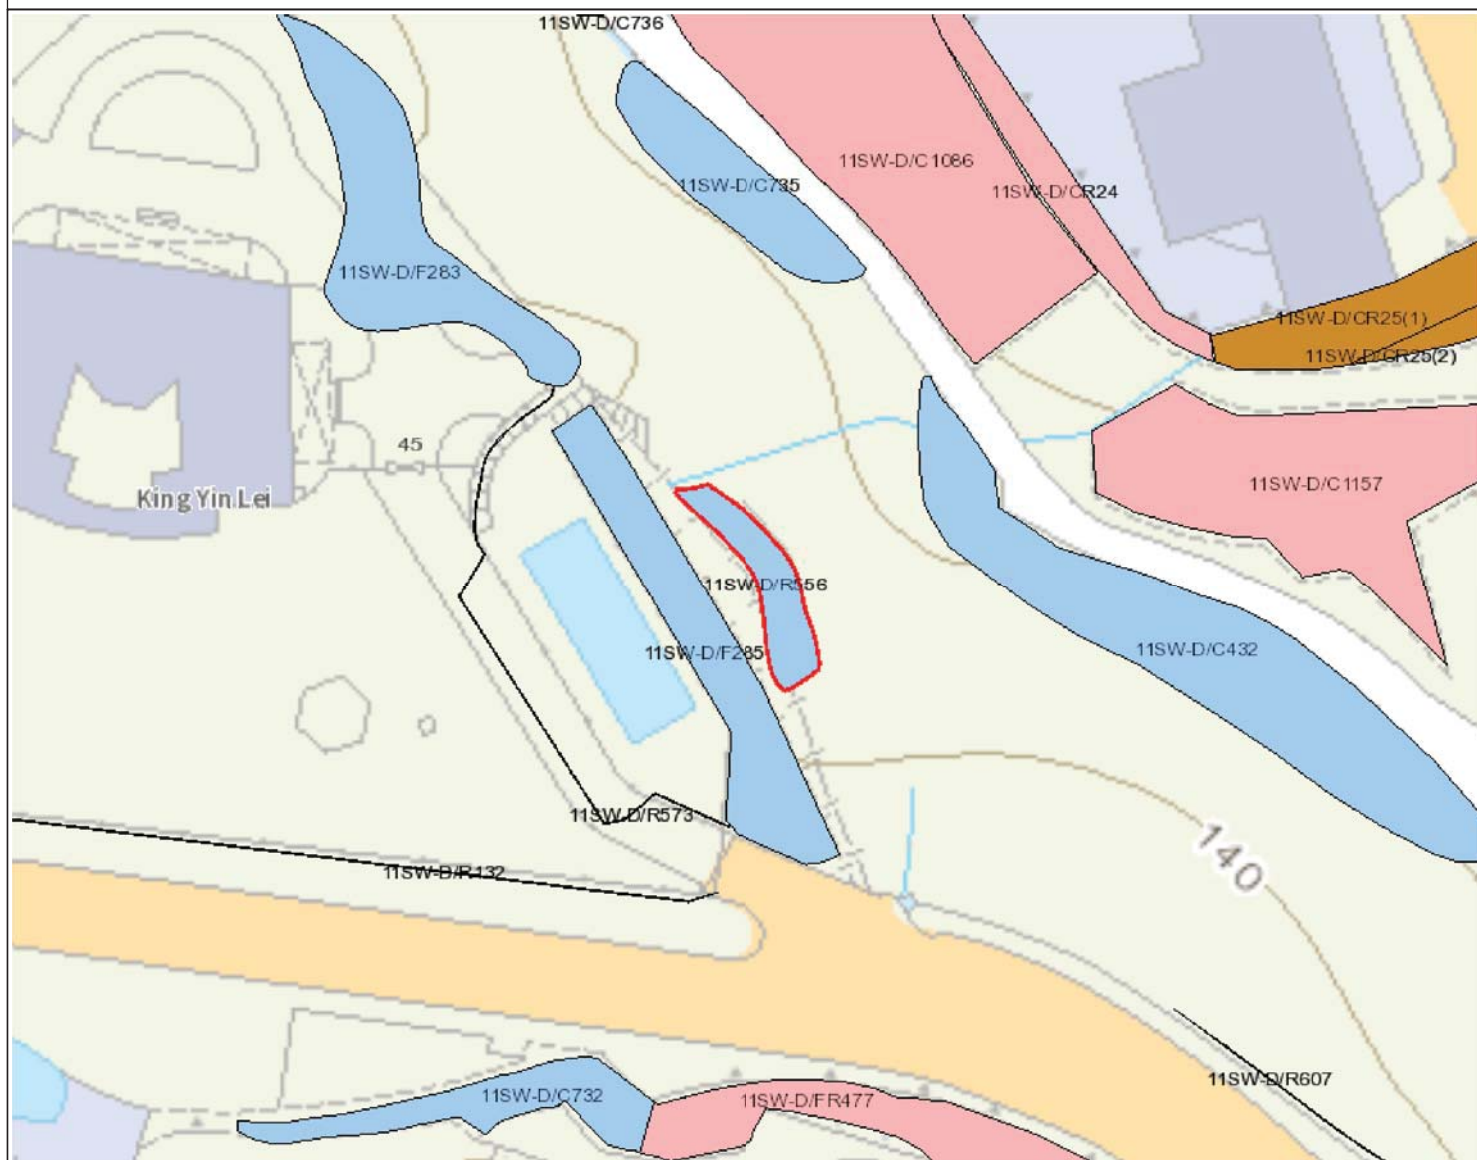 11SW-D/C736
11SW-D/C1086
11SW-D/C735
11SW-D/CR24
11SW-D/F283
11SW-D/CR25(1)
11SW-D/CR25(2)
45
King Yin Lei
11SW-D/C1157
11SW-D/R556
11SW-D/F285
11SW-D/C432
11SW-D/R573
140
11SW-D/R132
11SW-D/R607
11SW-D/C732
11SW-D/FR477